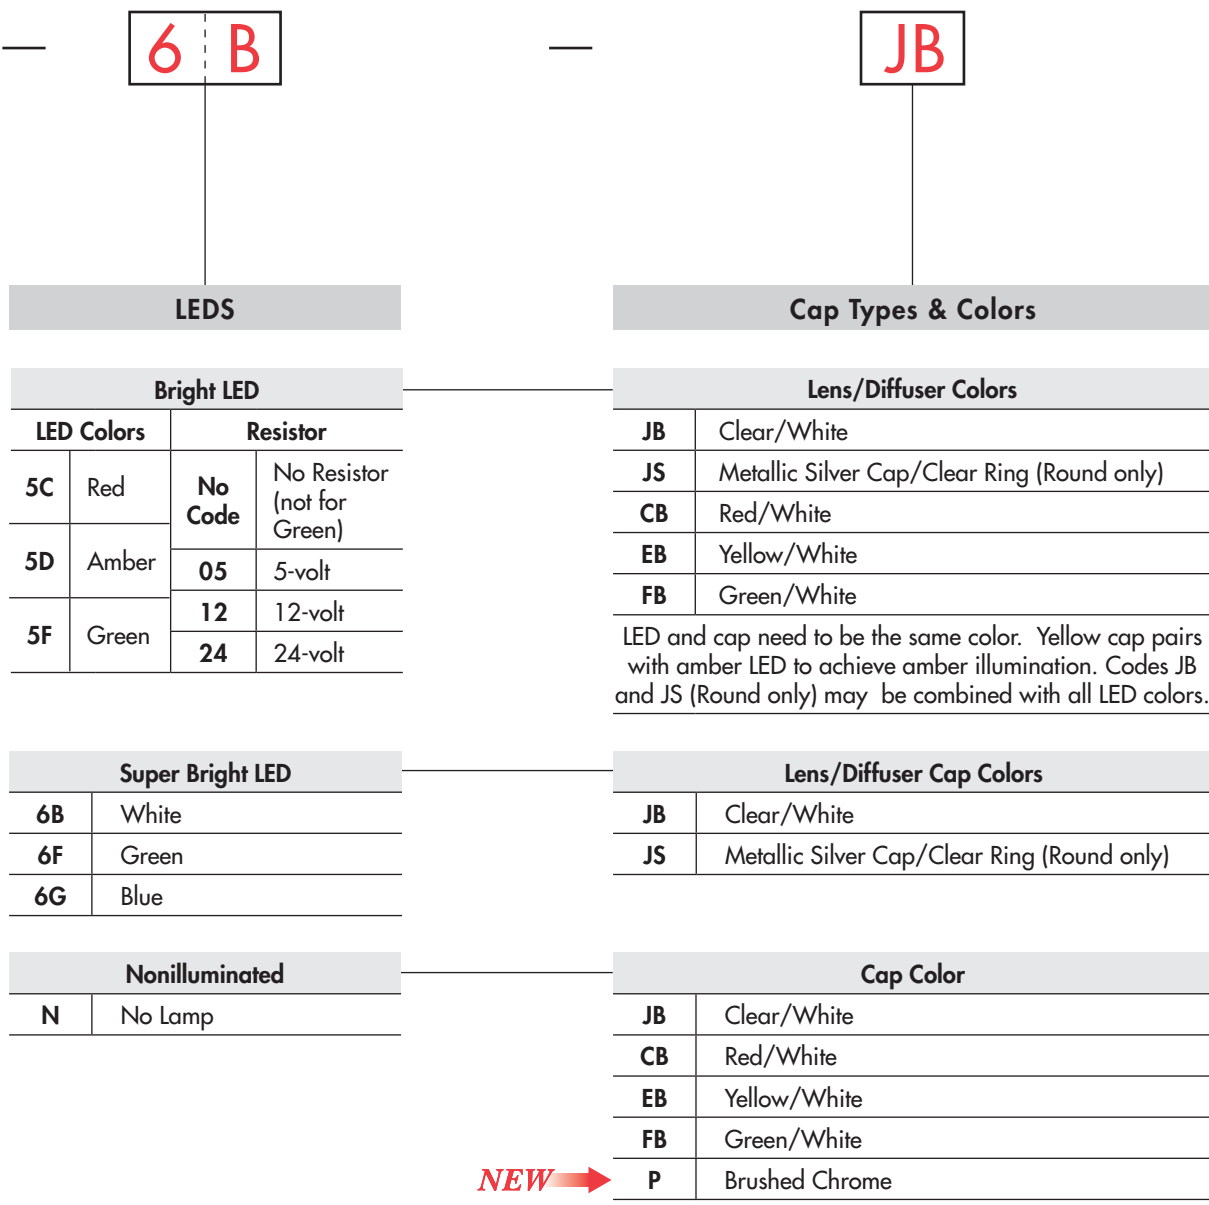 — 6 B — JB
LEDS
Bright LED
LED Colors Resistor
5C Red
5D Amber
5F Green
No Code No Resistor (not for Green)
05 5-volt
12 12-volt
24 24-volt
Super Bright LED
6B White
6F Green
6G Blue
Nonilluminated
N No Lamp
Cap Types & Colors
Lens/Diffuser Colors
JB Clear/White
JS Metallic Silver Cap/Clear Ring (Round only)
CB Red/White
EB Yellow/White
FB Green/White
LED and cap need to be the same color. Yellow cap pairs
with amber LED to achieve amber illumination. Codes JB
and JS (Round only) may be combined with all LED colors.
Lens/Diffuser Cap Colors
JB Clear/White
JS Metallic Silver Cap/Clear Ring (Round only)
Cap Color
JB Clear/White
CB Red/White
EB Yellow/White
FB Green/White
NEW P Brushed Chrome